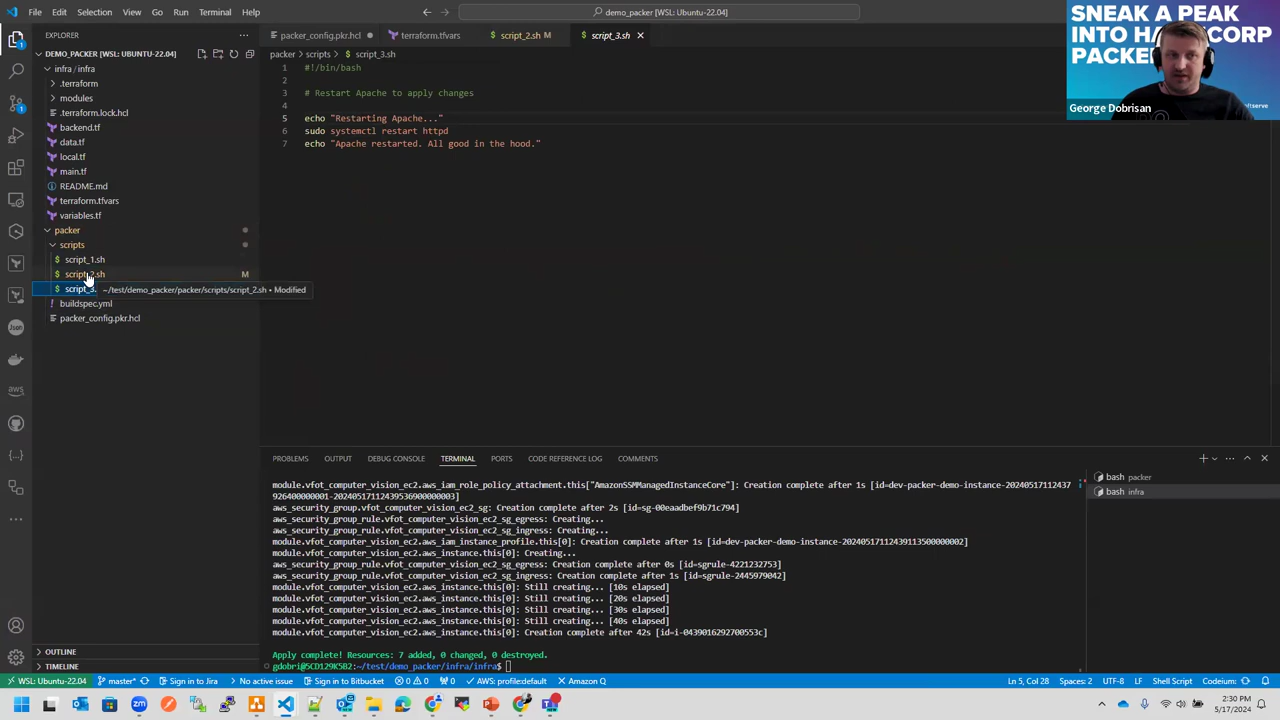 File Edit Selection View Go Run Terminal Help
demo_packer [WSL: Ubuntu-22.04]
SNEAK A PEAK
INTO HA
CORP
PACKE
George Dobrisan
EXPLORER
DEMO_PACKER [WSL: UBUNTU-22.04]
infra / infra
.terraform
modules
.terraform.lock.hcl
backend.tf
data.tf
local.tf
main.tf
README.md
terraform.tfvars
variables.tf
packer
scripts
script_1.sh
script_2.sh M
script_3.
~/test/demo_packer/packer/scripts/script_2.sh • Modified
buildspec.yml
packer_config.pkr.hcl
OUTLINE
TIMELINE
packer_config.pkr.hcl
terraform.tfvars
script_2.sh M
script_3.sh
packer > scripts > $ script_3.sh
1 #!/bin/bash
2
3 # Restart Apache to apply changes
4
5 echo "Restarting Apache..."
6 sudo systemctl restart httpd
7 echo "Apache restarted. All good in the hood."
PROBLEMS OUTPUT DEBUG CONSOLE TERMINAL PORTS CODE REFERENCE LOG COMMENTS
module.vfot_computer_vision_ec2.aws_iam_role_policy_attachment.this["AmazonSSMManagedInstanceCore"]: Creation complete after 1s [id=dev-packer-demo-instance-20240517112437
926400000001-20240517112439536900000003]
aws_security_group.vfot_computer_vision_ec2_sg: Creation complete after 2s [id=sg-00eaadbef9b71c794]
aws_security_group_rule.vfot_computer_vision_ec2_sg_egress: Creating...
aws_security_group_rule.vfot_computer_vision_ec2_sg_ingress: Creating...
module.vfot_computer_vision_ec2.aws_iam_instance_profile.this[0]: Creation complete after 1s [id=dev-packer-demo-instance-20240517112439113500000002]
module.vfot_computer_vision_ec2.aws_instance.this[0]: Creating...
aws_security_group_rule.vfot_computer_vision_ec2_sg_egress: Creation complete after 0s [id=sgrule-4221232753]
aws_security_group_rule.vfot_computer_vision_ec2_sg_ingress: Creation complete after 1s [id=sgrule-2445979042]
module.vfot_computer_vision_ec2.aws_instance.this[0]: Still creating... [10s elapsed]
module.vfot_computer_vision_ec2.aws_instance.this[0]: Still creating... [20s elapsed]
module.vfot_computer_vision_ec2.aws_instance.this[0]: Still creating... [30s elapsed]
module.vfot_computer_vision_ec2.aws_instance.this[0]: Still creating... [40s elapsed]
module.vfot_computer_vision_ec2.aws_instance.this[0]: Creation complete after 42s [id=i-0439016292700553c]
Apply complete! Resources: 7 added, 0 changed, 0 destroyed.
gdobri@5CD129K5B2:~/test/demo_packer/infra/infra$
bash packer
bash infra
WSL: Ubuntu-22.04 master* Sign in to Jira No active issue Sign in to Bitbucket 0 0 0 AWS: profile:default Amazon Q
Ln 5, Col 28 Spaces: 2 UTF-8 LF Shell Script Codeium: {...}
2:30 PM
5/17/2024